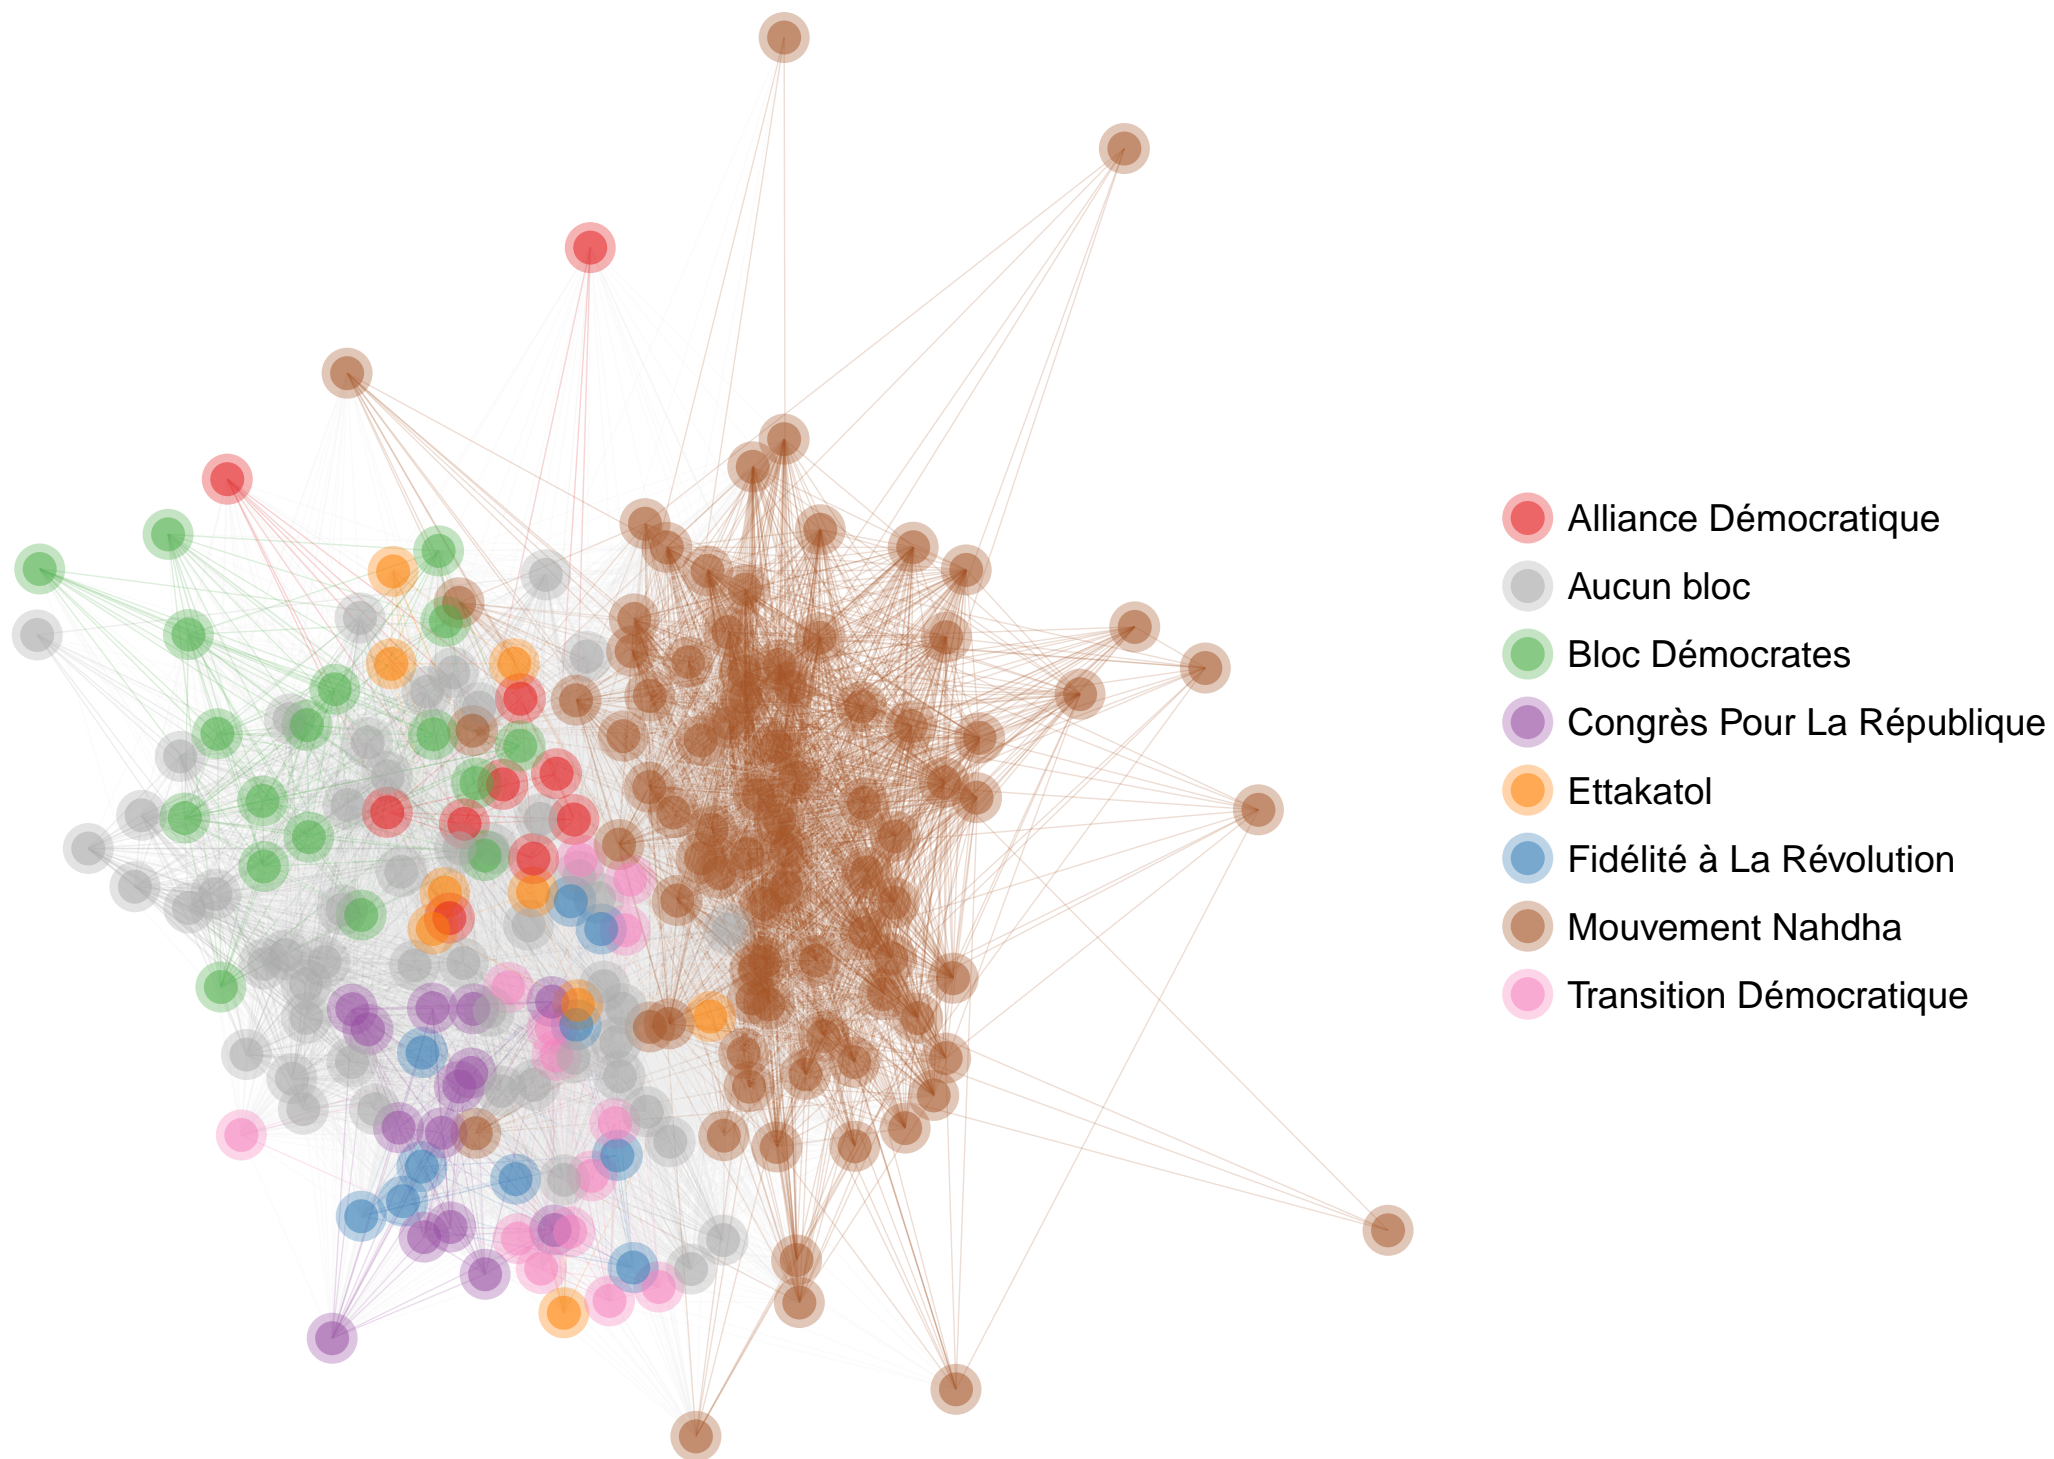 Alliance Démocratique
Aucun bloc
Bloc Démocrates
Congrès Pour La République
Ettakatol
Fidélité à La Révolution
Mouvement Nahdha
Transition Démocratique